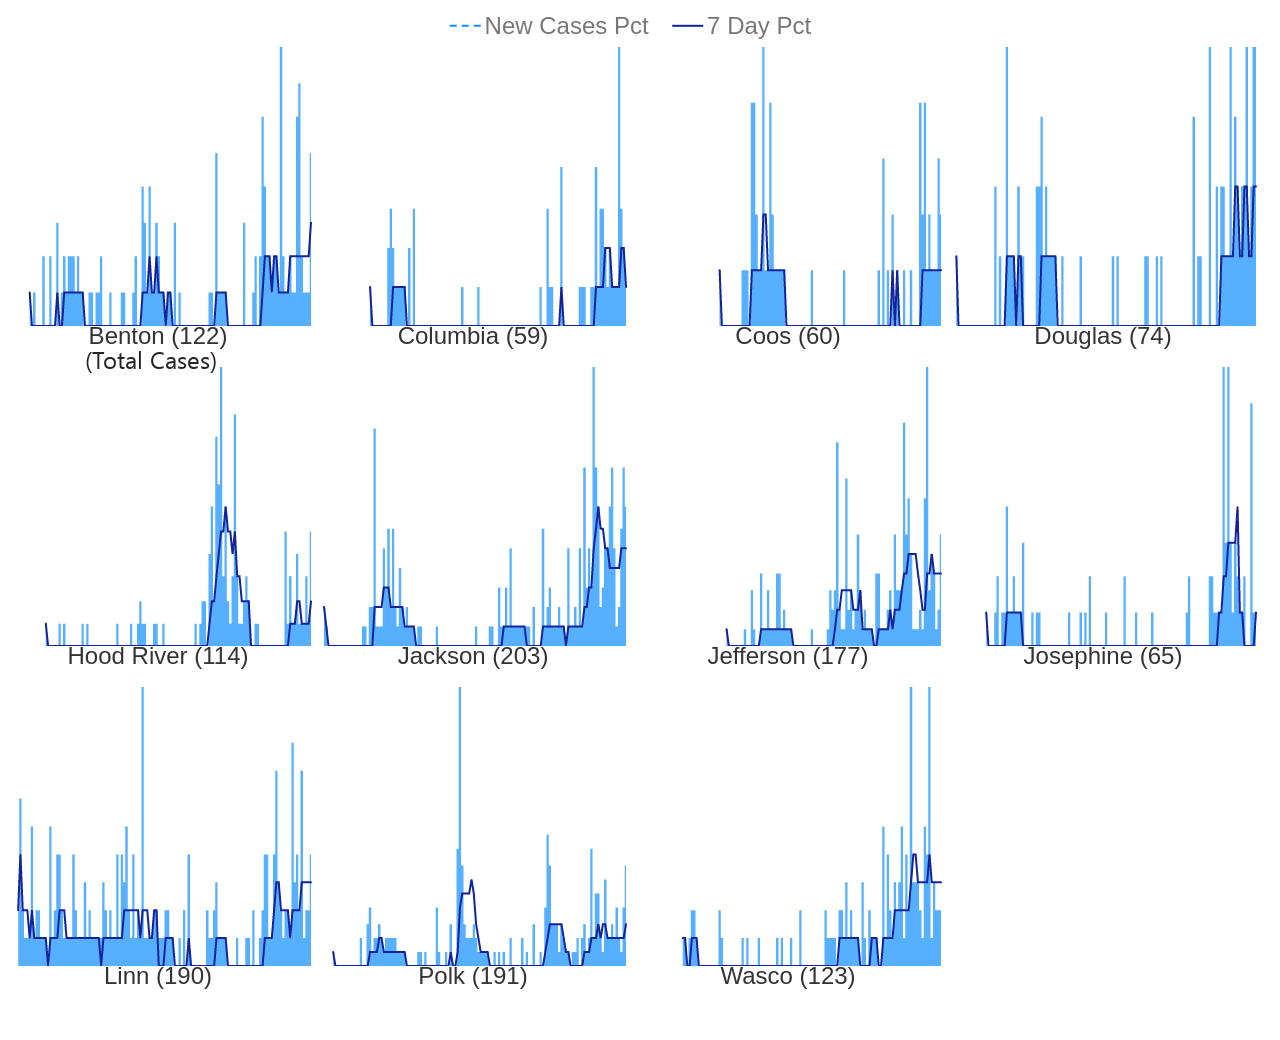 New Cases Pct 7 Day Pct
Benton (122) Columbia (59) Coos (60) Douglas (74)
(Total Cases)
Hood River (114) Jackson (203) Jefferson (177) Josephine (65)
Linn (190) Polk (191) Wasco (123)